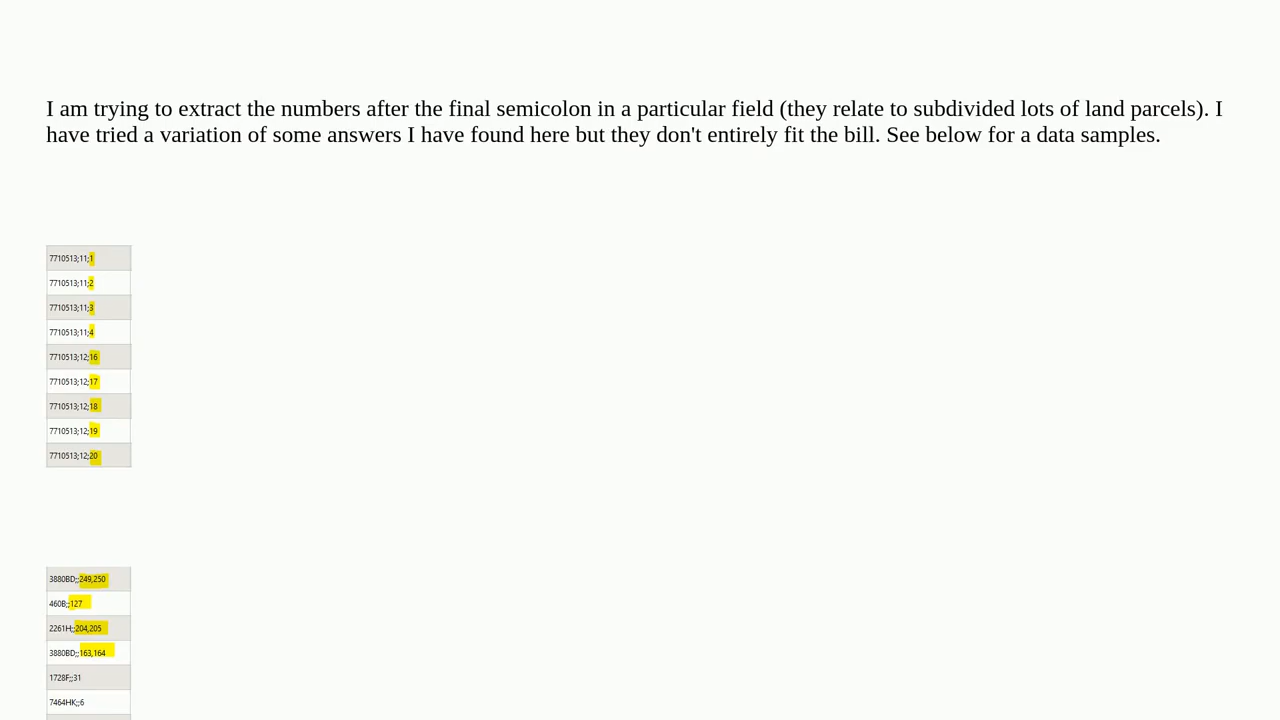 I am trying to extract the numbers after the final semicolon in a particular field (they relate to subdivided lots of land parcels). I
have tried a variation of some answers I have found here but they don't entirely fit the bill. See below for a data samples.
7710513;11;1
7710513;11;2
7710513;11;3
7710513;11;4
7710513;12;16
7710513;12;17
7710513;12;18
7710513;12;19
7710513;12;20
3880BD;;249,250
460B;;127
2261H;;204,205
3880BD;;163,164
1728F;;31
7464HK;;6